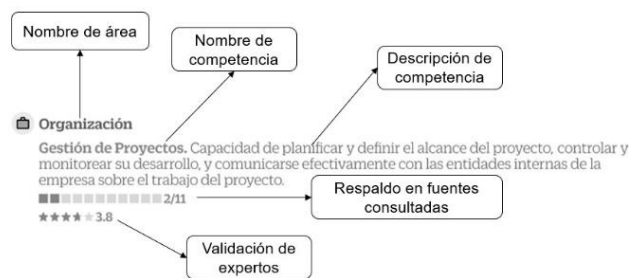 Nombre de área
Nombre de
competencia
Descripción de
competencia
Organización
Gestión de Proyectos. Capacidad de planificar y definir el alcance del proyecto, controlar y
monitorear su desarrollo, y comunicarse efectivamente con las entidades internas de la
empresa sobre el trabajo del proyecto.
2/11
Respaldo en fuentes
consultadas
3.8
Validación de
expertos